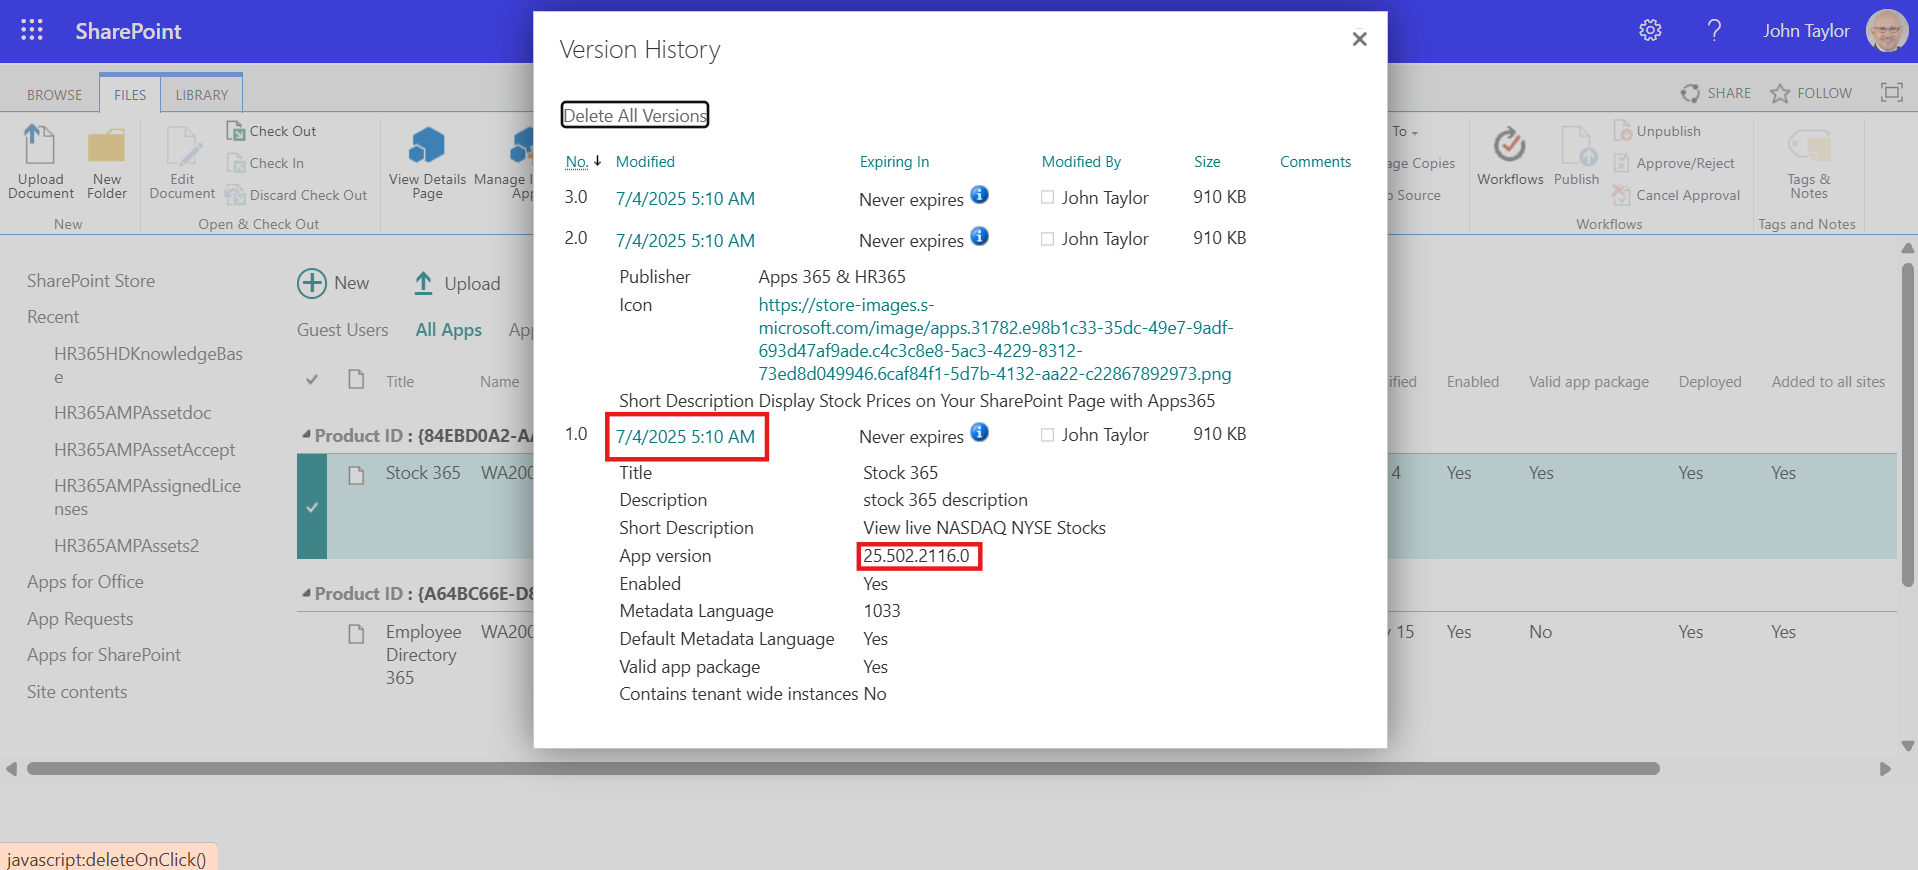 SharePoint
John Taylor
BROWSE
FILES
LIBRARY
SHARE
FOLLOW
Upload Document
New Folder
New
Edit Document
Check Out
Check In
Discard Check Out
Open & Check Out
View Details Page
Manage
To
Copies
Source
Workflows
Publish
Unpublish
Approve/Reject
Cancel Approval
Workflows
Tags & Notes
Tags and Notes
SharePoint Store
Recent
HR365HDKnowledgeBas
e
HR365AMPAssetdoc
HR365AMPAssetAccept
HR365AMPAssignedLice
nses
HR365AMPAssets2
Apps for Office
App Requests
Apps for SharePoint
Site contents
New
Upload
Guest Users
All Apps
Title
Name
Enabled
Valid app package
Deployed
Added to all sites
Product ID : {84EBD0A2-A
Stock 365
WA200
4
Yes
Yes
Yes
Yes
Product ID : {A64BC66E-D8
Employee
Directory
365
WA200
15
Yes
No
Yes
Yes
Version History
Delete All Versions
No. Modified Expiring In Modified By Size Comments
3.0 7/4/2025 5:10 AM Never expires John Taylor 910 KB
2.0 7/4/2025 5:10 AM Never expires John Taylor 910 KB
Publisher Apps 365 & HR365
Icon https://store-images.s-
microsoft.com/image/apps.31782.e98b1c33-35dc-49e7-9adf-
693d47af9ade.c4c3c8e8-5ac3-4229-8312-
73ed8d049946.6caf84f1-5d7b-4132-aa22-c22867892973.png
Short Description Display Stock Prices on Your SharePoint Page with Apps365
1.0 7/4/2025 5:10 AM Never expires John Taylor 910 KB
Title Stock 365
Description stock 365 description
Short Description View live NASDAQ NYSE Stocks
App version 25.502.2116.0
Enabled Yes
Metadata Language 1033
Default Metadata Language Yes
Valid app package Yes
Contains tenant wide instances No
javascript:deleteOnClick()